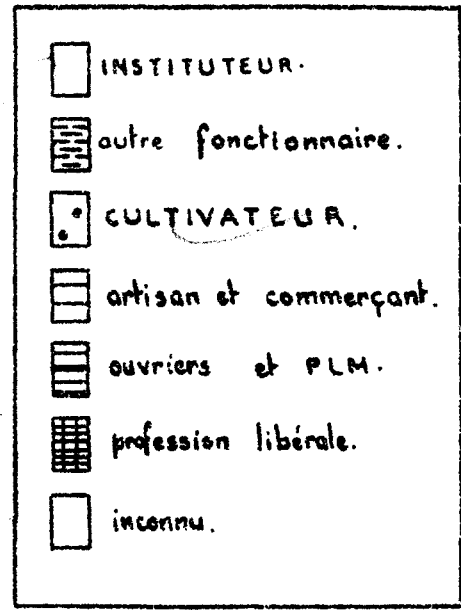 INSTITUTEUR.
autre fonctionnaire.
CULTIVATEUR.
artisan et commerçant.
ouvriers et PLM.
profession libérale.
inconnu.